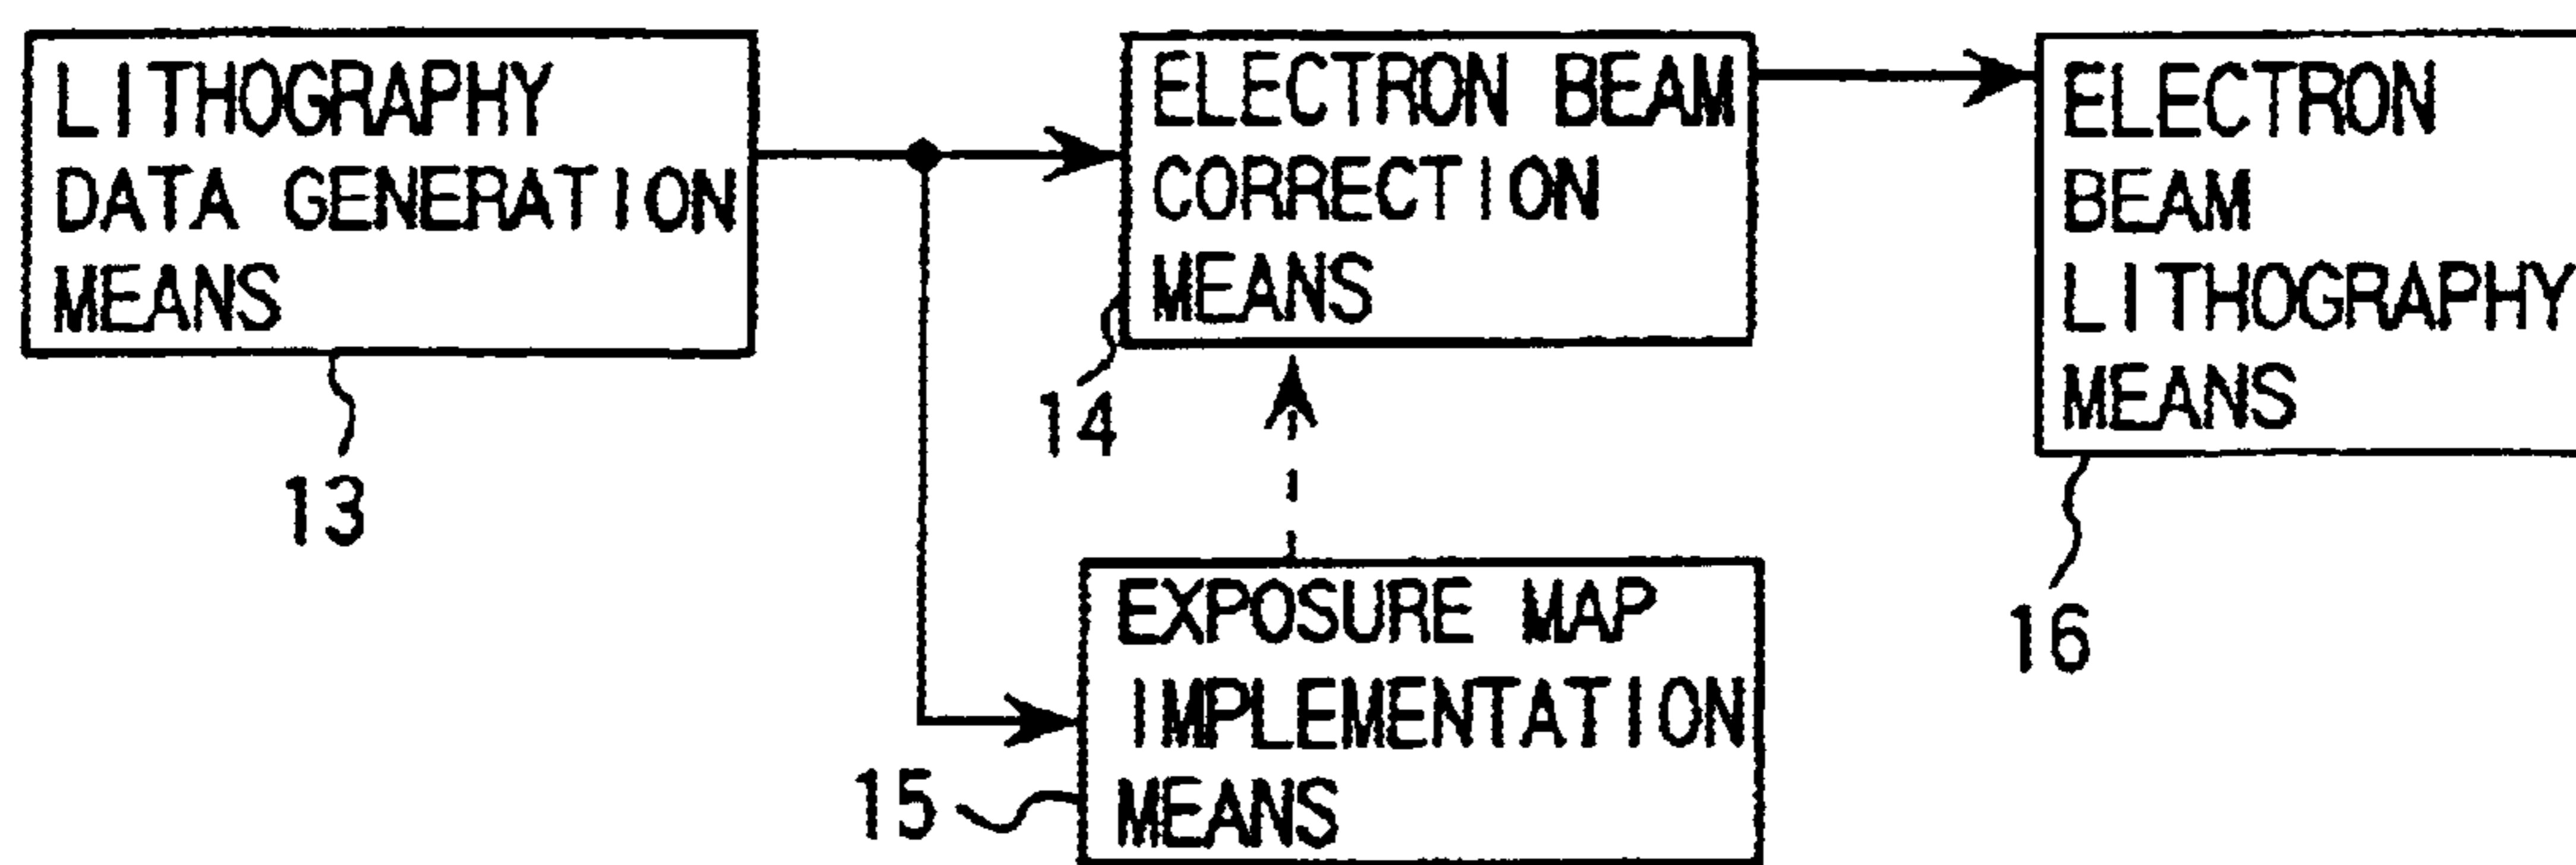 LITHOGRAPHY
DATA GENERATION
MEANS
13
ELECTRON BEAM
CORRECTION
MEANS
14
EXPOSURE MAP
IMPLEMENTATION
MEANS
15
ELECTRON
BEAM
LITHOGRAPHY
MEANS
16